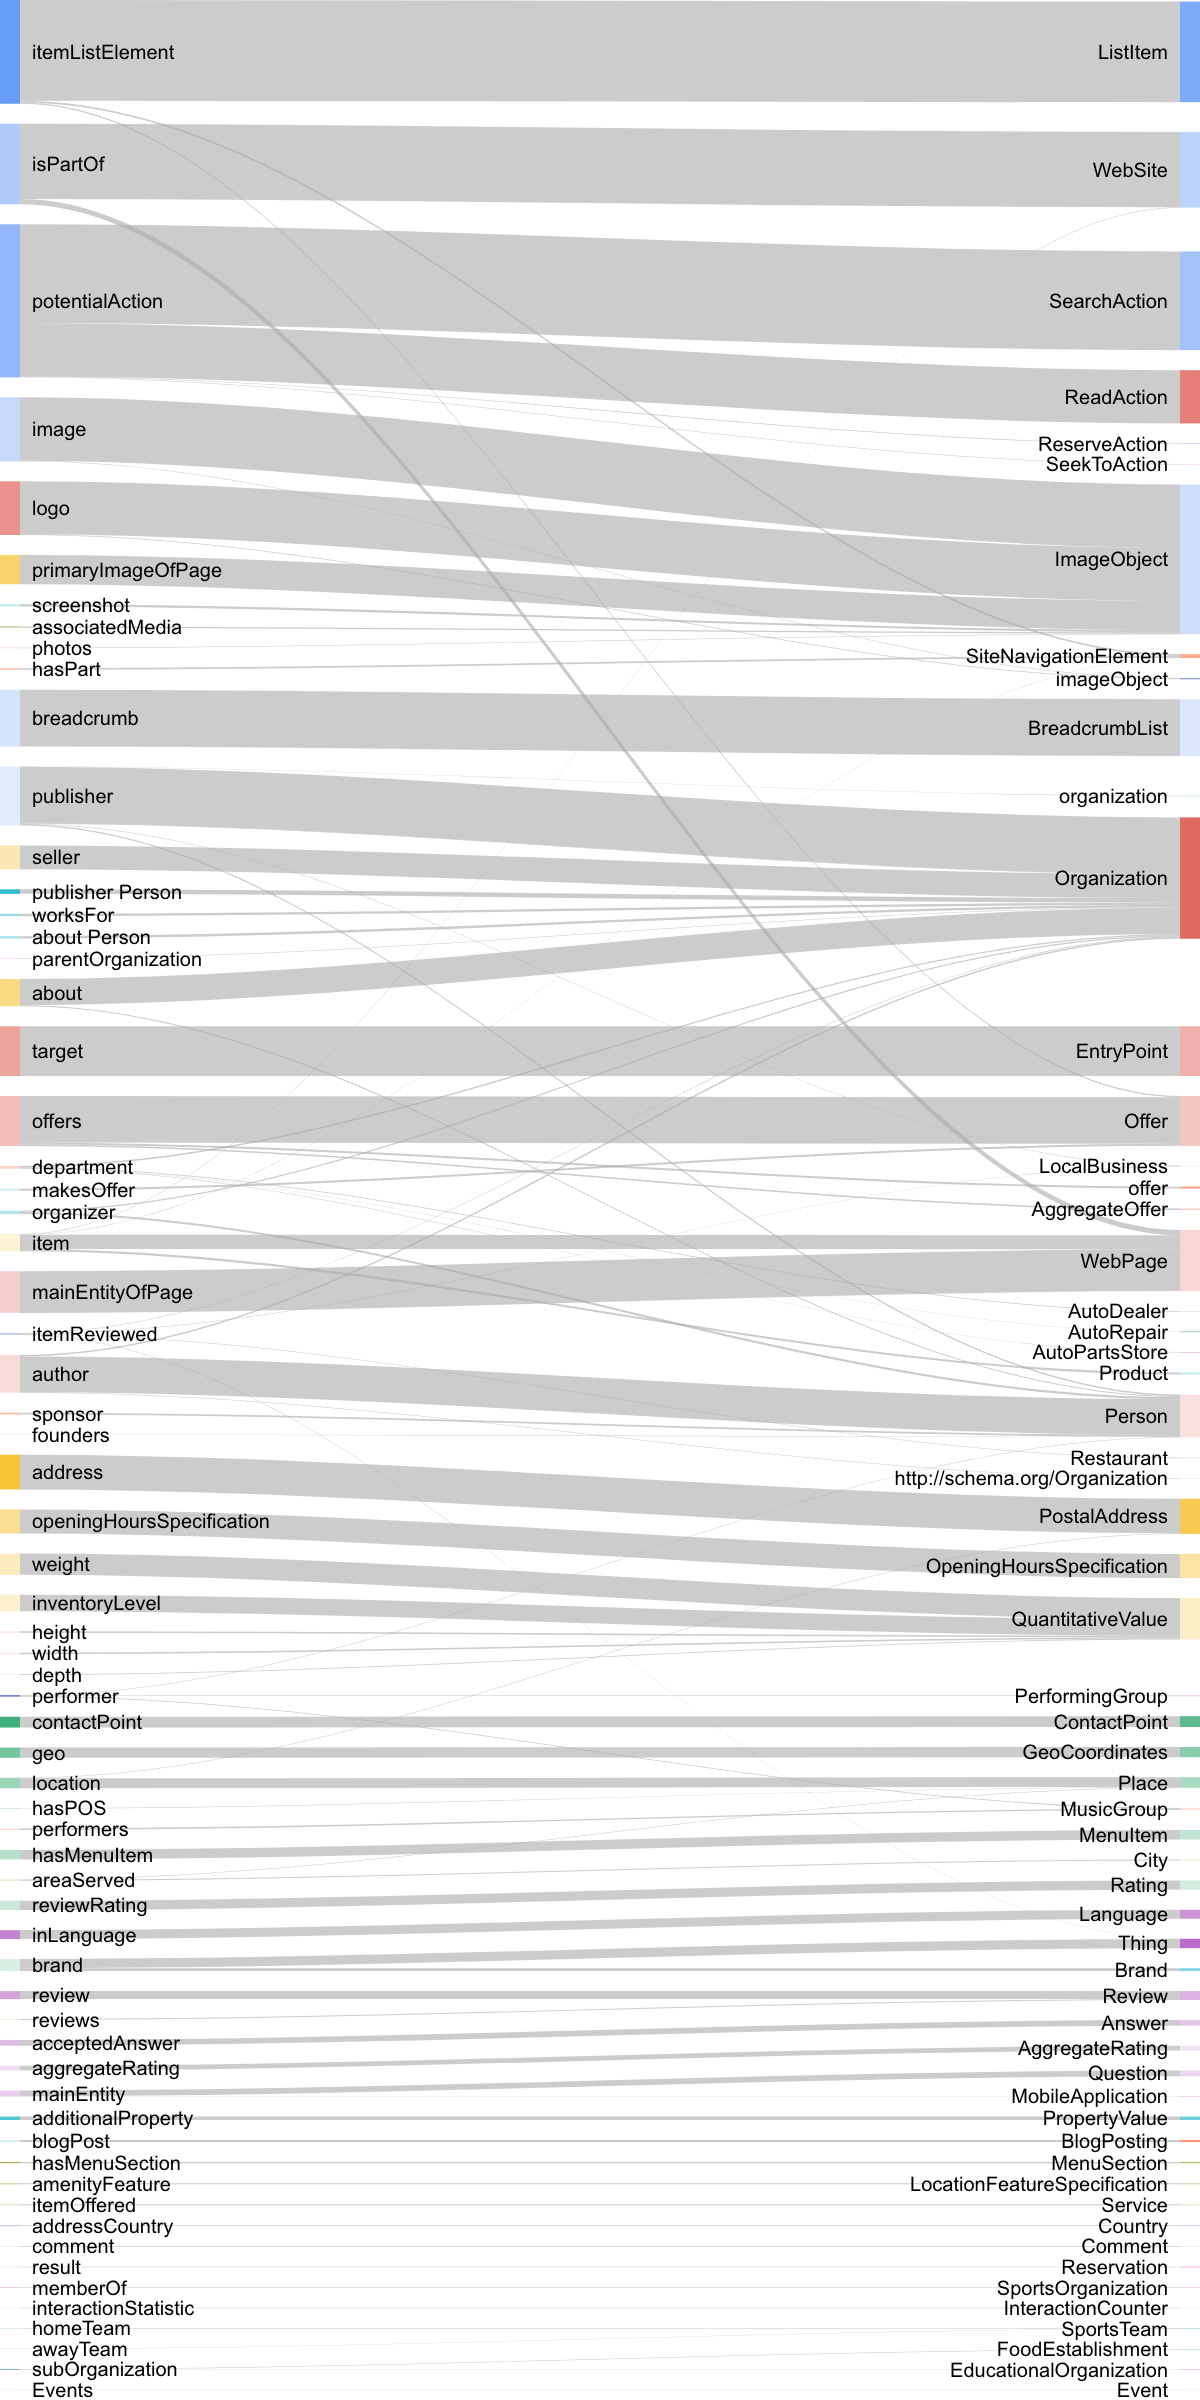 itemListElement
ListItem
isPartOf
WebSite
potentialAction
SearchAction
ReadAction
image
ReserveAction
SeekToAction
logo
ImageObject
primaryImageOfPage
screenshot
associatedMedia
photos
SiteNavigationElement
hasPart
imageObject
breadcrumb
BreadcrumbList
publisher
organization
seller
Organization
publisher Person
worksFor
about Person
parentOrganization
about
target
EntryPoint
offers
Offer
department
LocalBusiness
makesOffer
offer
organizer
AggregateOffer
item
WebPage
mainEntityOfPage
AutoDealer
itemReviewed
AutoRepair
AutoPartsStore
author
Product
sponsor
Person
founders
Restaurant
address
http://schema.org/Organization
openingHoursSpecification
PostalAddress
weight
OpeningHoursSpecification
inventoryLevel
QuantitativeValue
height
width
depth
performer
PerformingGroup
contactPoint
ContactPoint
geo
GeoCoordinates
location
Place
hasPOS
MusicGroup
performers
MenuItem
hasMenuItem
City
areaServed
Rating
reviewRating
Language
inLanguage
Thing
brand
Brand
review
Review
reviews
Answer
acceptedAnswer
AggregateRating
aggregateRating
Question
mainEntity
MobileApplication
additionalProperty
PropertyValue
blogPost
BlogPosting
hasMenuSection
MenuSection
amenityFeature
LocationFeatureSpecification
itemOffered
Service
addressCountry
Country
comment
Comment
result
Reservation
memberOf
SportsOrganization
interactionStatistic
InteractionCounter
homeTeam
SportsTeam
awayTeam
FoodEstablishment
subOrganization
EducationalOrganization
Events
Event